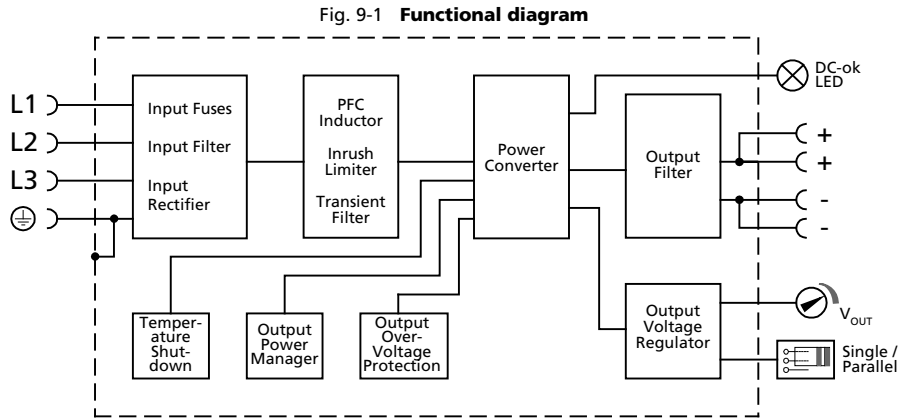 Fig. 9-1 Functional diagram
DC-ok
LED
L1
L2
L3
Input Fuses
Input Filter
Input
Rectifier
PFC
Inductor
Inrush
Limiter
Transient
Filter
Power
Converter
Output
Filter
+
+
-
-
Temper-
ature
Shut-
down
Output
Power
Manager
Output
Over-
Voltage
Protection
Output
Voltage
Regulator
VOUT
Single /
Parallel